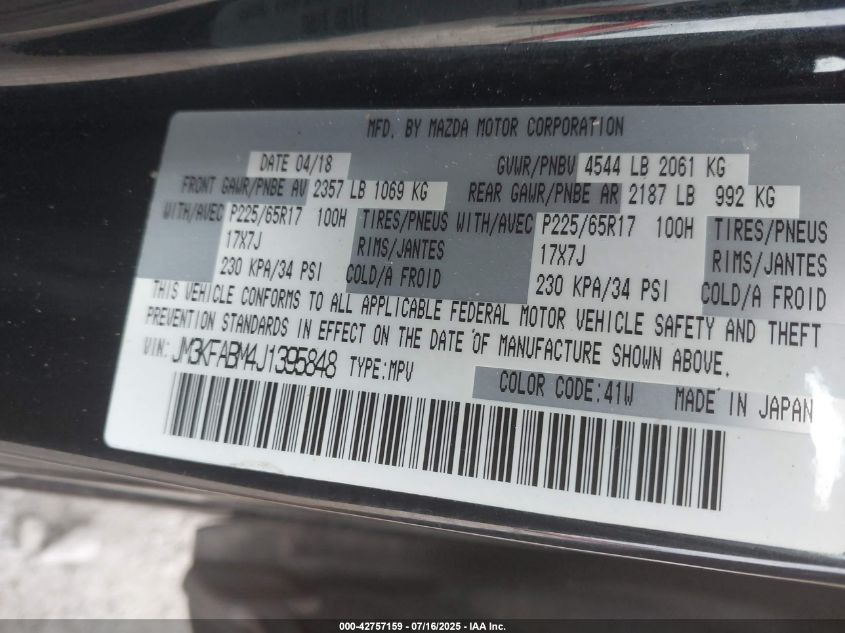 MFD. BY MAZDA MOTOR CORPORATION
DATE 04/18 GVWR/PNBV 4544 LB 2061 KG
FRONT GAWR/PNBE AV 2357 LB 1069 KG REAR GAWR/PNBE AR 2187 LB 992 KG
WITH/AVEC P225/65R17 100H TIRES/PNEUS WITH/AVEC P225/65R17 100H TIRES/PNEUS
17X7J RIMS/JANTES 17X7J RIMS/JANTES
230 KPA/34 PSI COLD/A FROID 230 KPA/34 PSI COLD/A FROID
THIS VEHICLE CONFORMS TO ALL APPLICABLE FEDERAL MOTOR VEHICLE SAFETY AND THEFT
PREVENTION STANDARDS IN EFFECT ON THE DATE OF MANUFACTURE SHOWN ABOVE.
VIN: JM3KFABM4J1395848 TYPE:MPV
COLOR CODE:41W MADE IN JAPAN
000-42757159 - 07/16/2025 - IAA Inc.